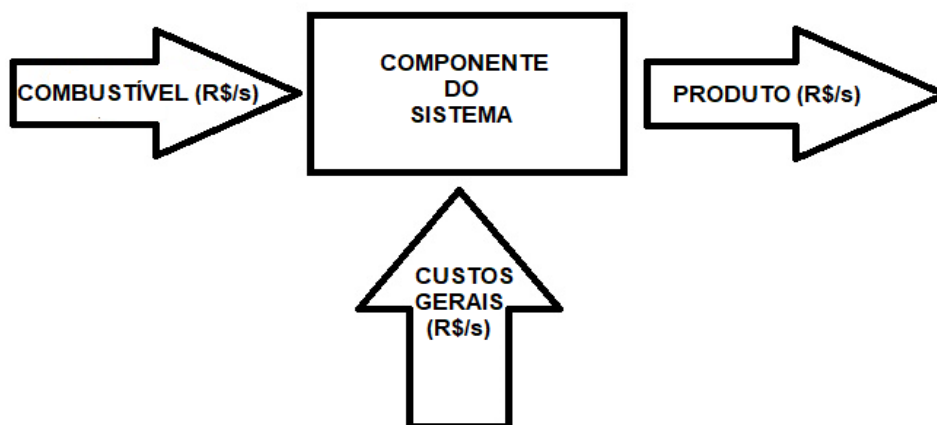 COMBUSTÍVEL (R$/s)
COMPONENTE
DO
SISTEMA
PRODUTO (R$/s)
CUSTOS
GERAIS
(R$/s)